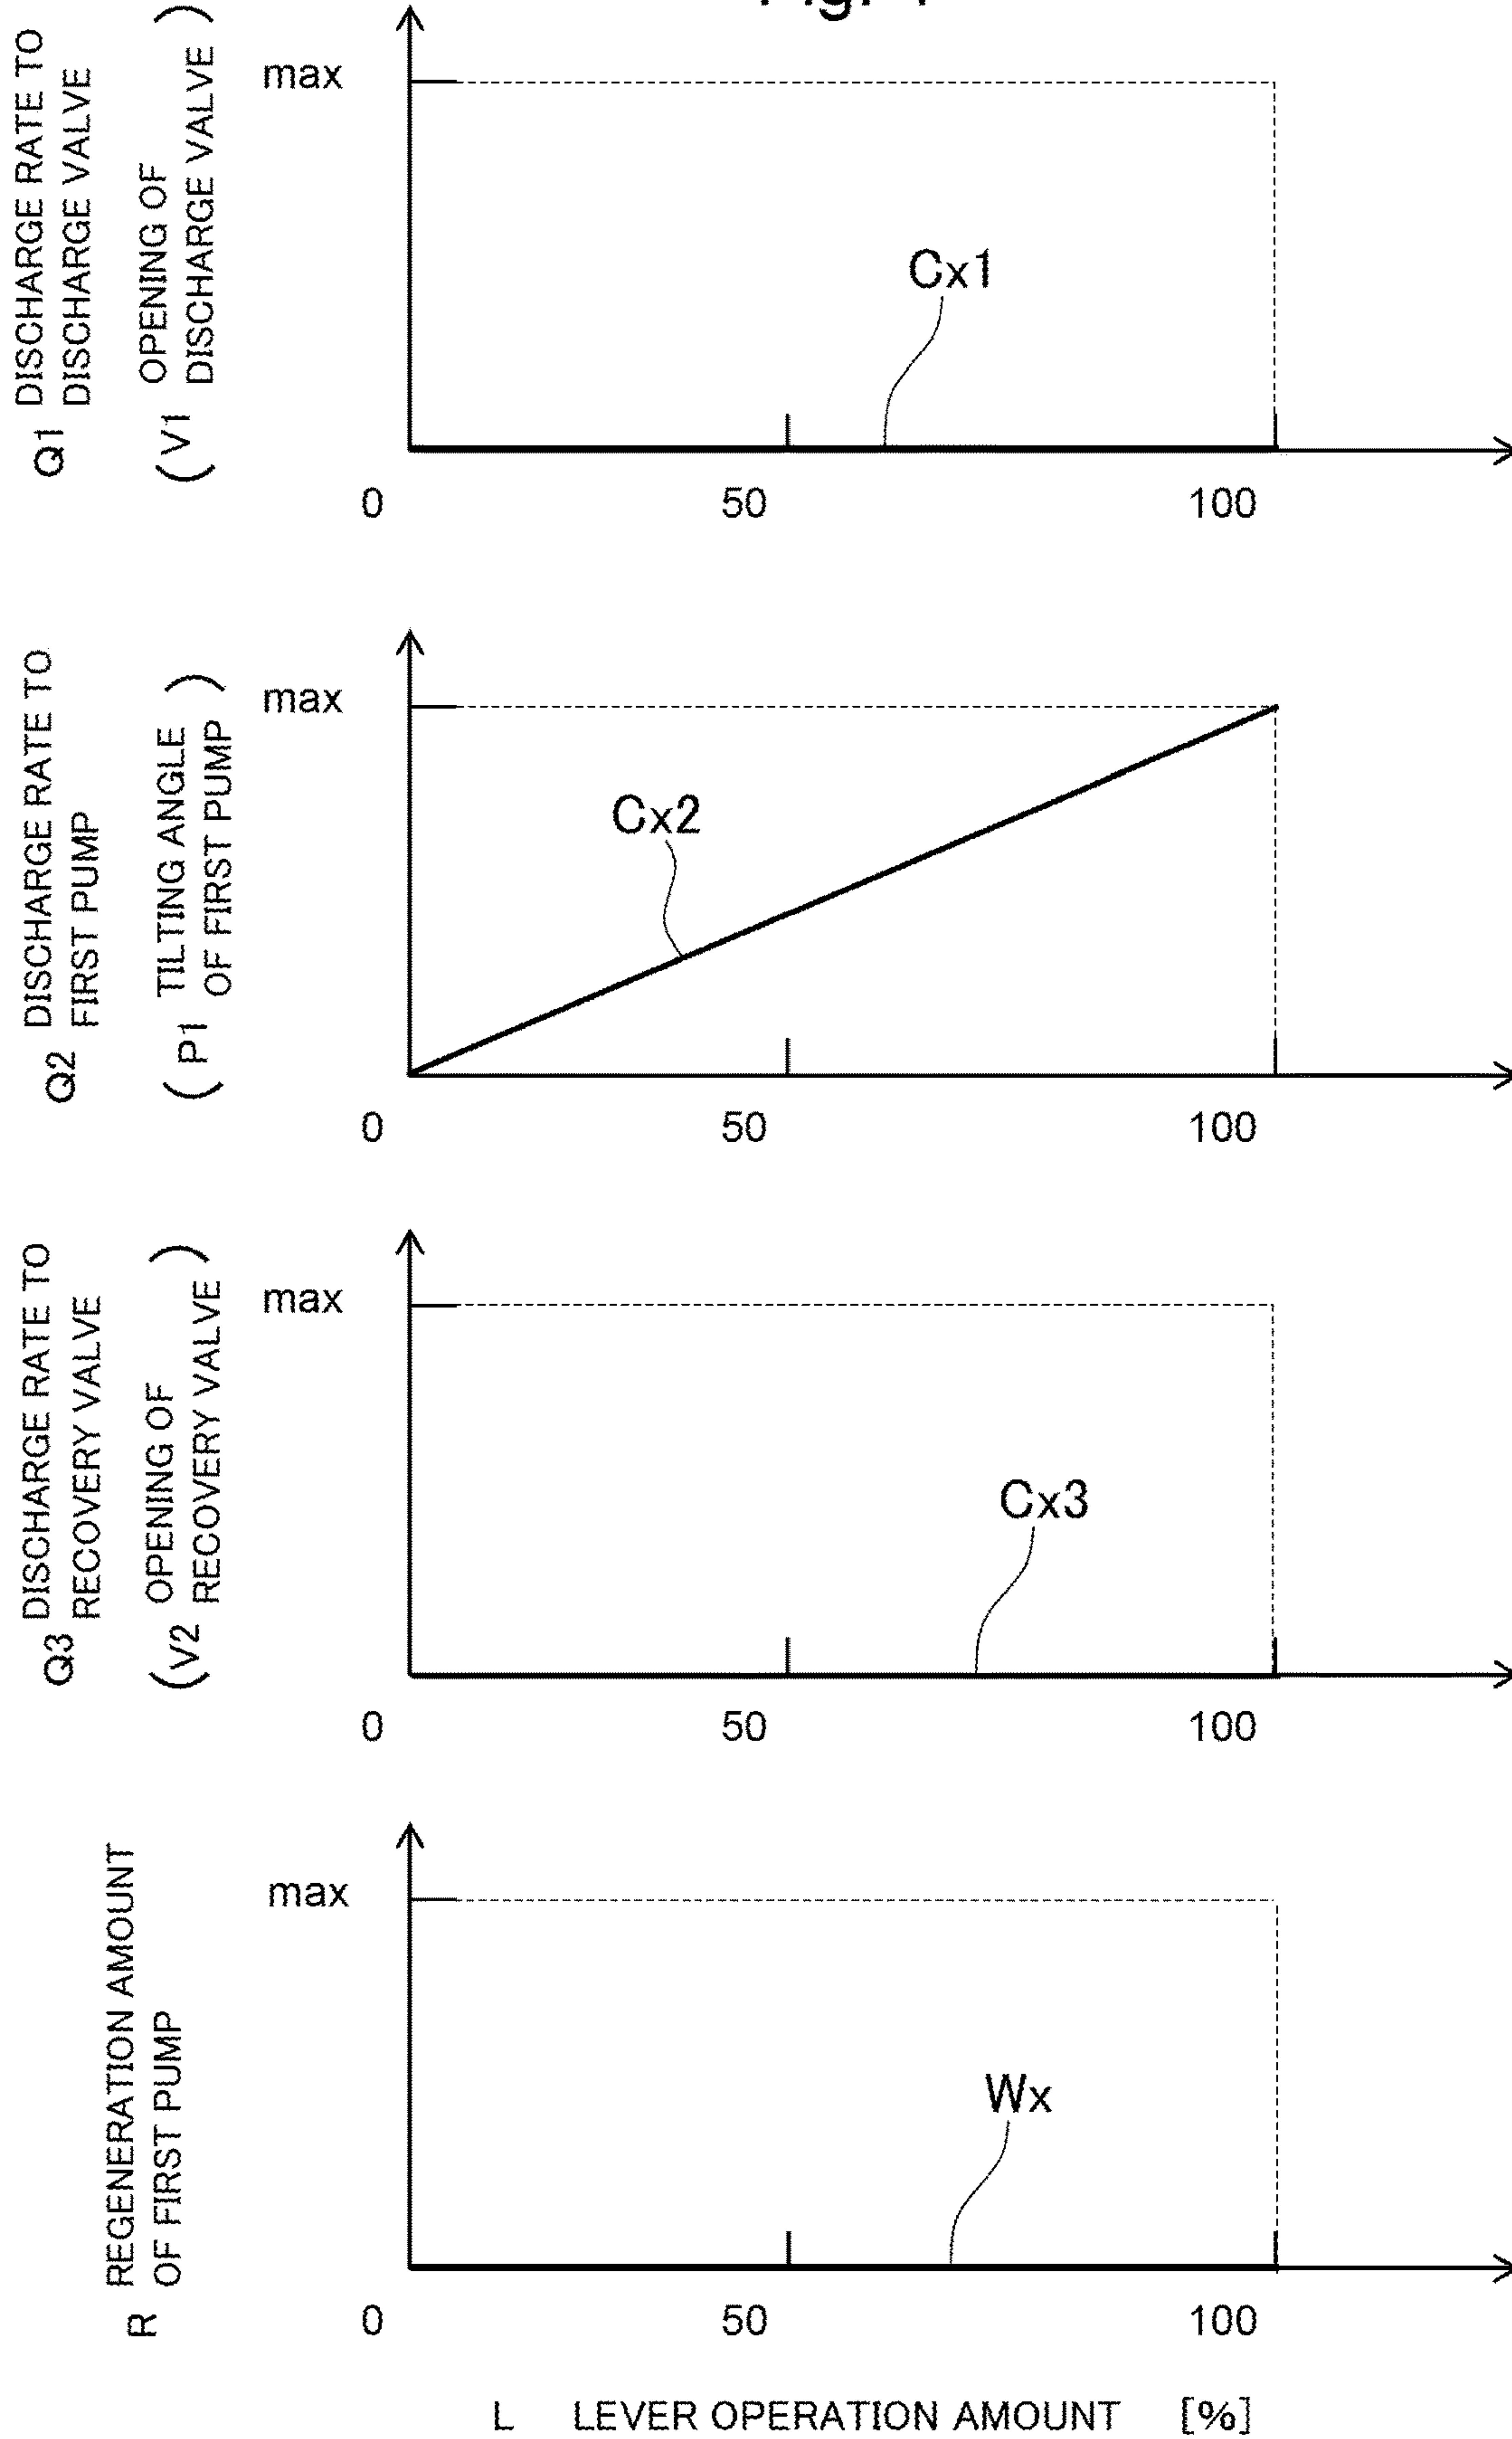 Q1 DISCHARGE RATE TO
DISCHARGE VALVE
(V1 OPENING OF
DISCHARGE VALVE)
max
Cx1
0 50 100
Q2 DISCHARGE RATE TO
FIRST PUMP
(P1 TILTING ANGLE
OF FIRST PUMP)
max
Cx2
0 50 100
Q3 DISCHARGE RATE TO
RECOVERY VALVE
(V2 OPENING OF
RECOVERY VALVE)
max
Cx3
0 50 100
R REGENERATION AMOUNT
OF FIRST PUMP
max
Wx
0 50 100
L LEVER OPERATION AMOUNT [%]